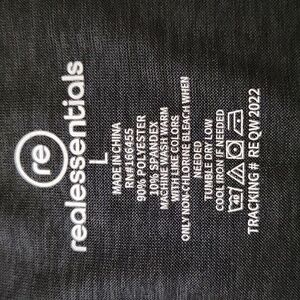 re
realessentials
L
MADE IN CHINA
RN#166455
90% POLYESTER
10% SPANDEX
MACHINE WASH WARM
WITH LIKE COLORS
ONLY NON-CHLORINE BLEACH WHEN
NEEDED
TUMBLE DRY LOW
COOL IRON IF NEEDED
TRACKING # REQW 2022